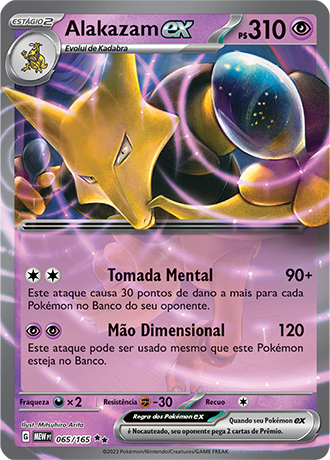 ESTÁGIO 2
Alakazam ex
PS 310
Evolui de Kadabra
Tomada Mental 90+
Este ataque causa 30 pontos de dano a mais para cada
Pokémon no Banco do seu oponente.
Mão Dimensional 120
Este ataque pode ser usado mesmo que este Pokémon
esteja no Banco.
Fraqueza ×2 Resistência -30 Recuo
Regra dos Pokémon ex
Quando seu Pokémon ex
é Nocauteado, seu oponente pega 2 cartas de Prêmio.
Ilust. Mitsuhiro Arita
G MEW PT 065/165
©2023 Pokémon/Nintendo/Creatures/GAME FREAK